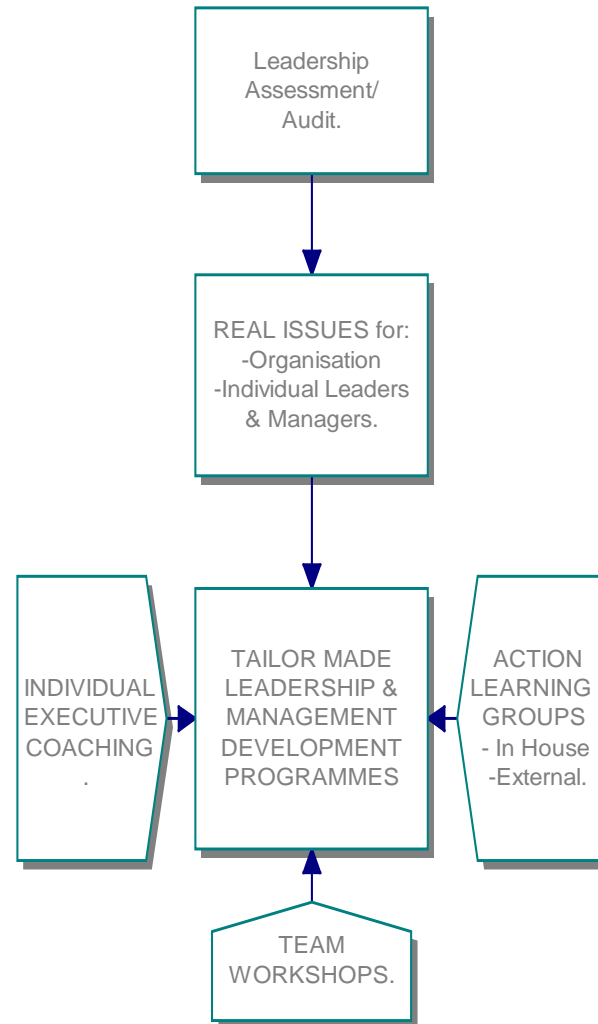 Leadership
Assessment/
Audit.
REAL ISSUES for:
-Organisation
-Individual Leaders
& Managers.
INDIVIDUAL
EXECUTIVE
COACHING
.
TAILOR MADE
LEADERSHIP &
MANAGEMENT
DEVELOPMENT
PROGRAMMES
ACTION
LEARNING
GROUPS
- In House
-External.
TEAM
WORKSHOPS.